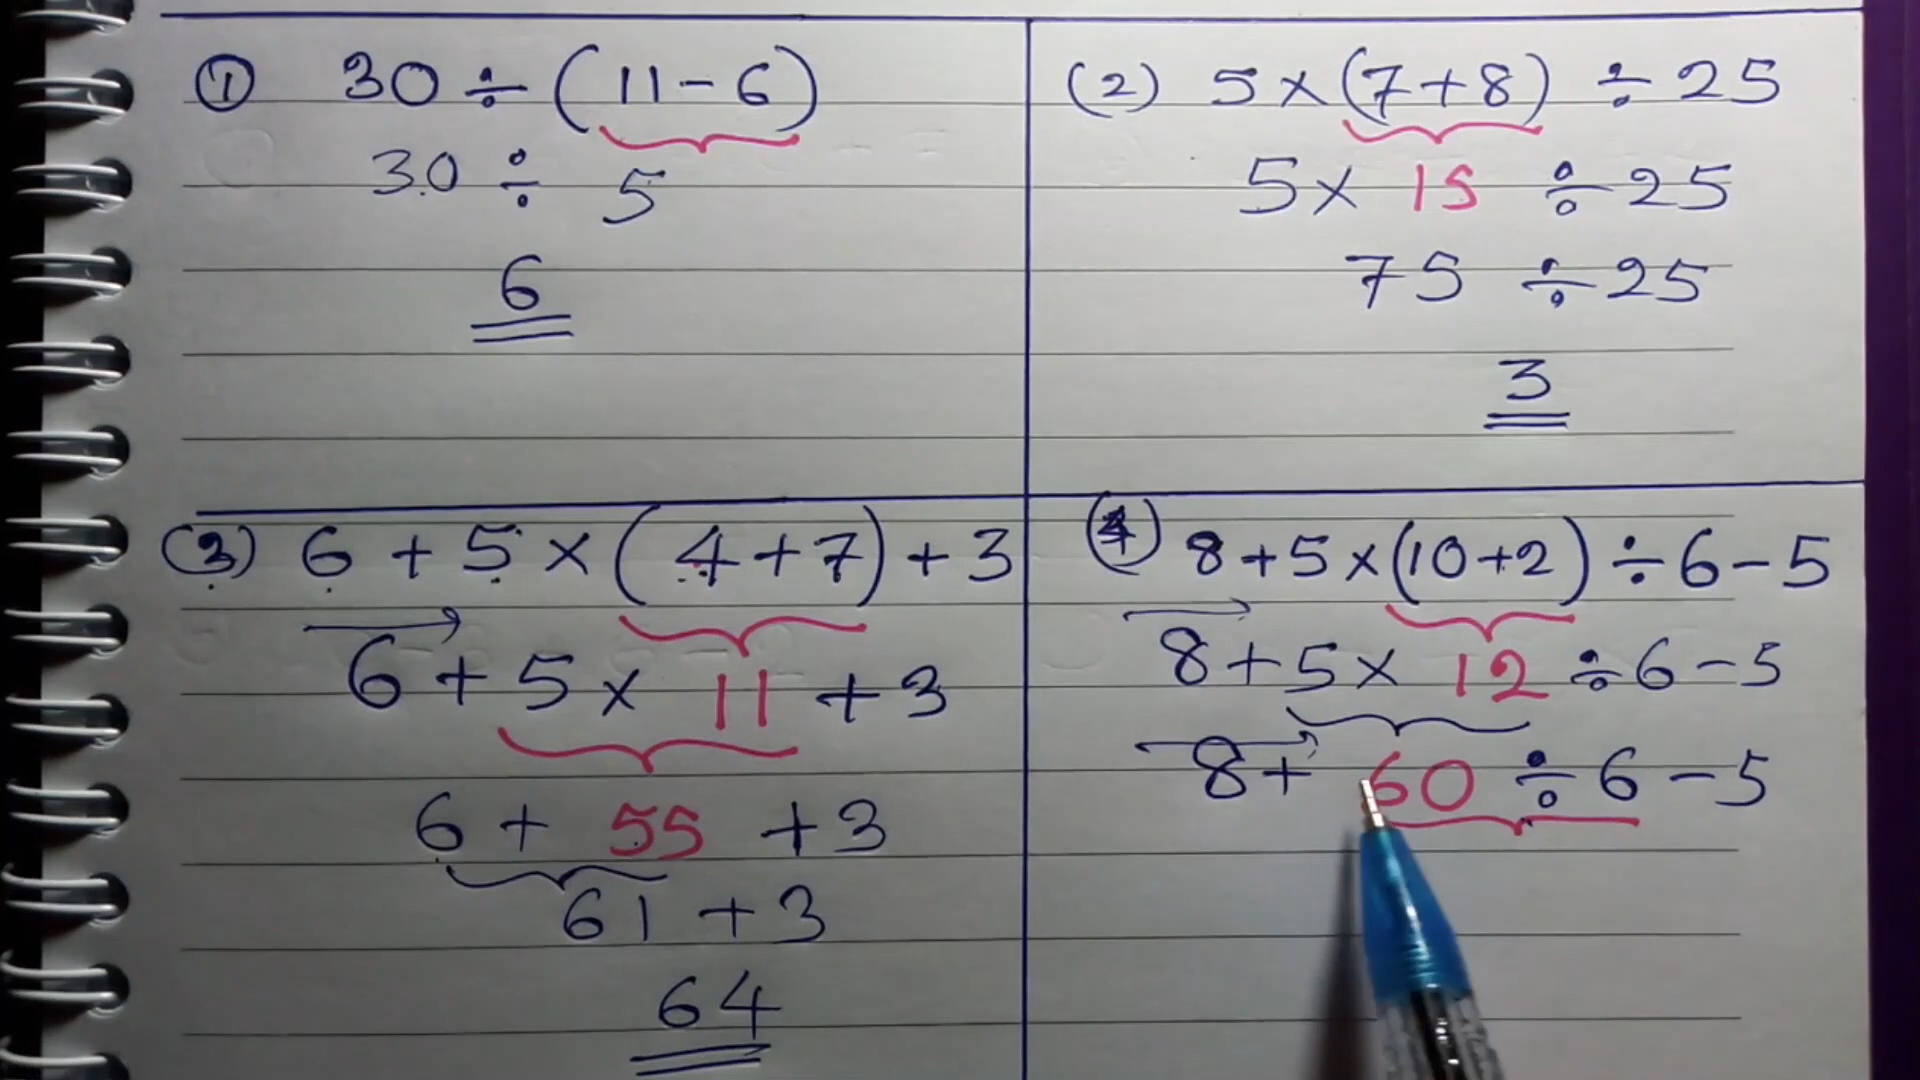 ① 30 ÷ (11 - 6)
30 ÷ 5
6
(2) 5 × (7 + 8) ÷ 25
5 × 15 ÷ 25
75 ÷ 25
3
(3) 6 + 5 × (4 + 7) + 3
6 + 5 × 11 + 3
6 + 55 + 3
61 + 3
64
(4) 8 + 5 × (10 + 2) ÷ 6 - 5
8 + 5 × 12 ÷ 6 - 5
8 + 60 ÷ 6 - 5